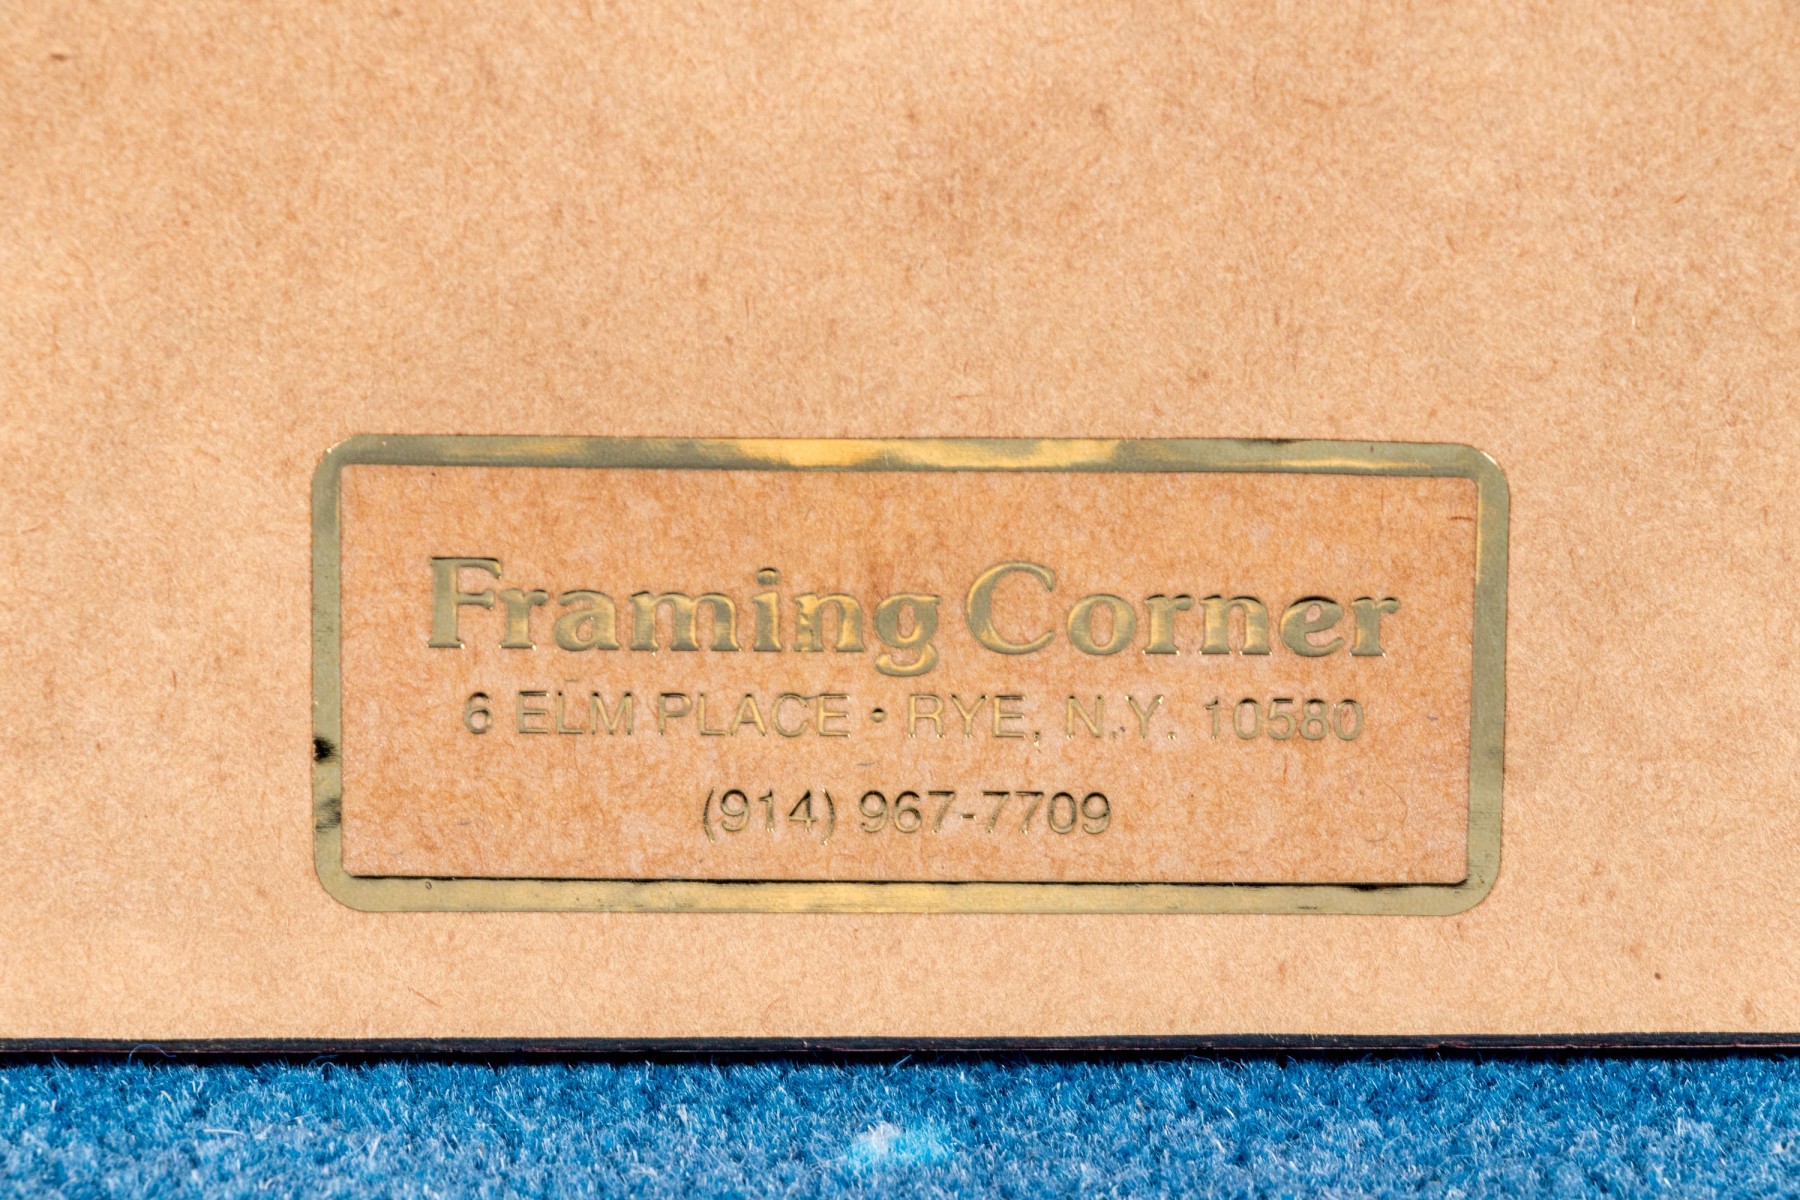 Framing Corner
6 ELM PLACE • RYE, N.Y. 10580
(914) 967-7709